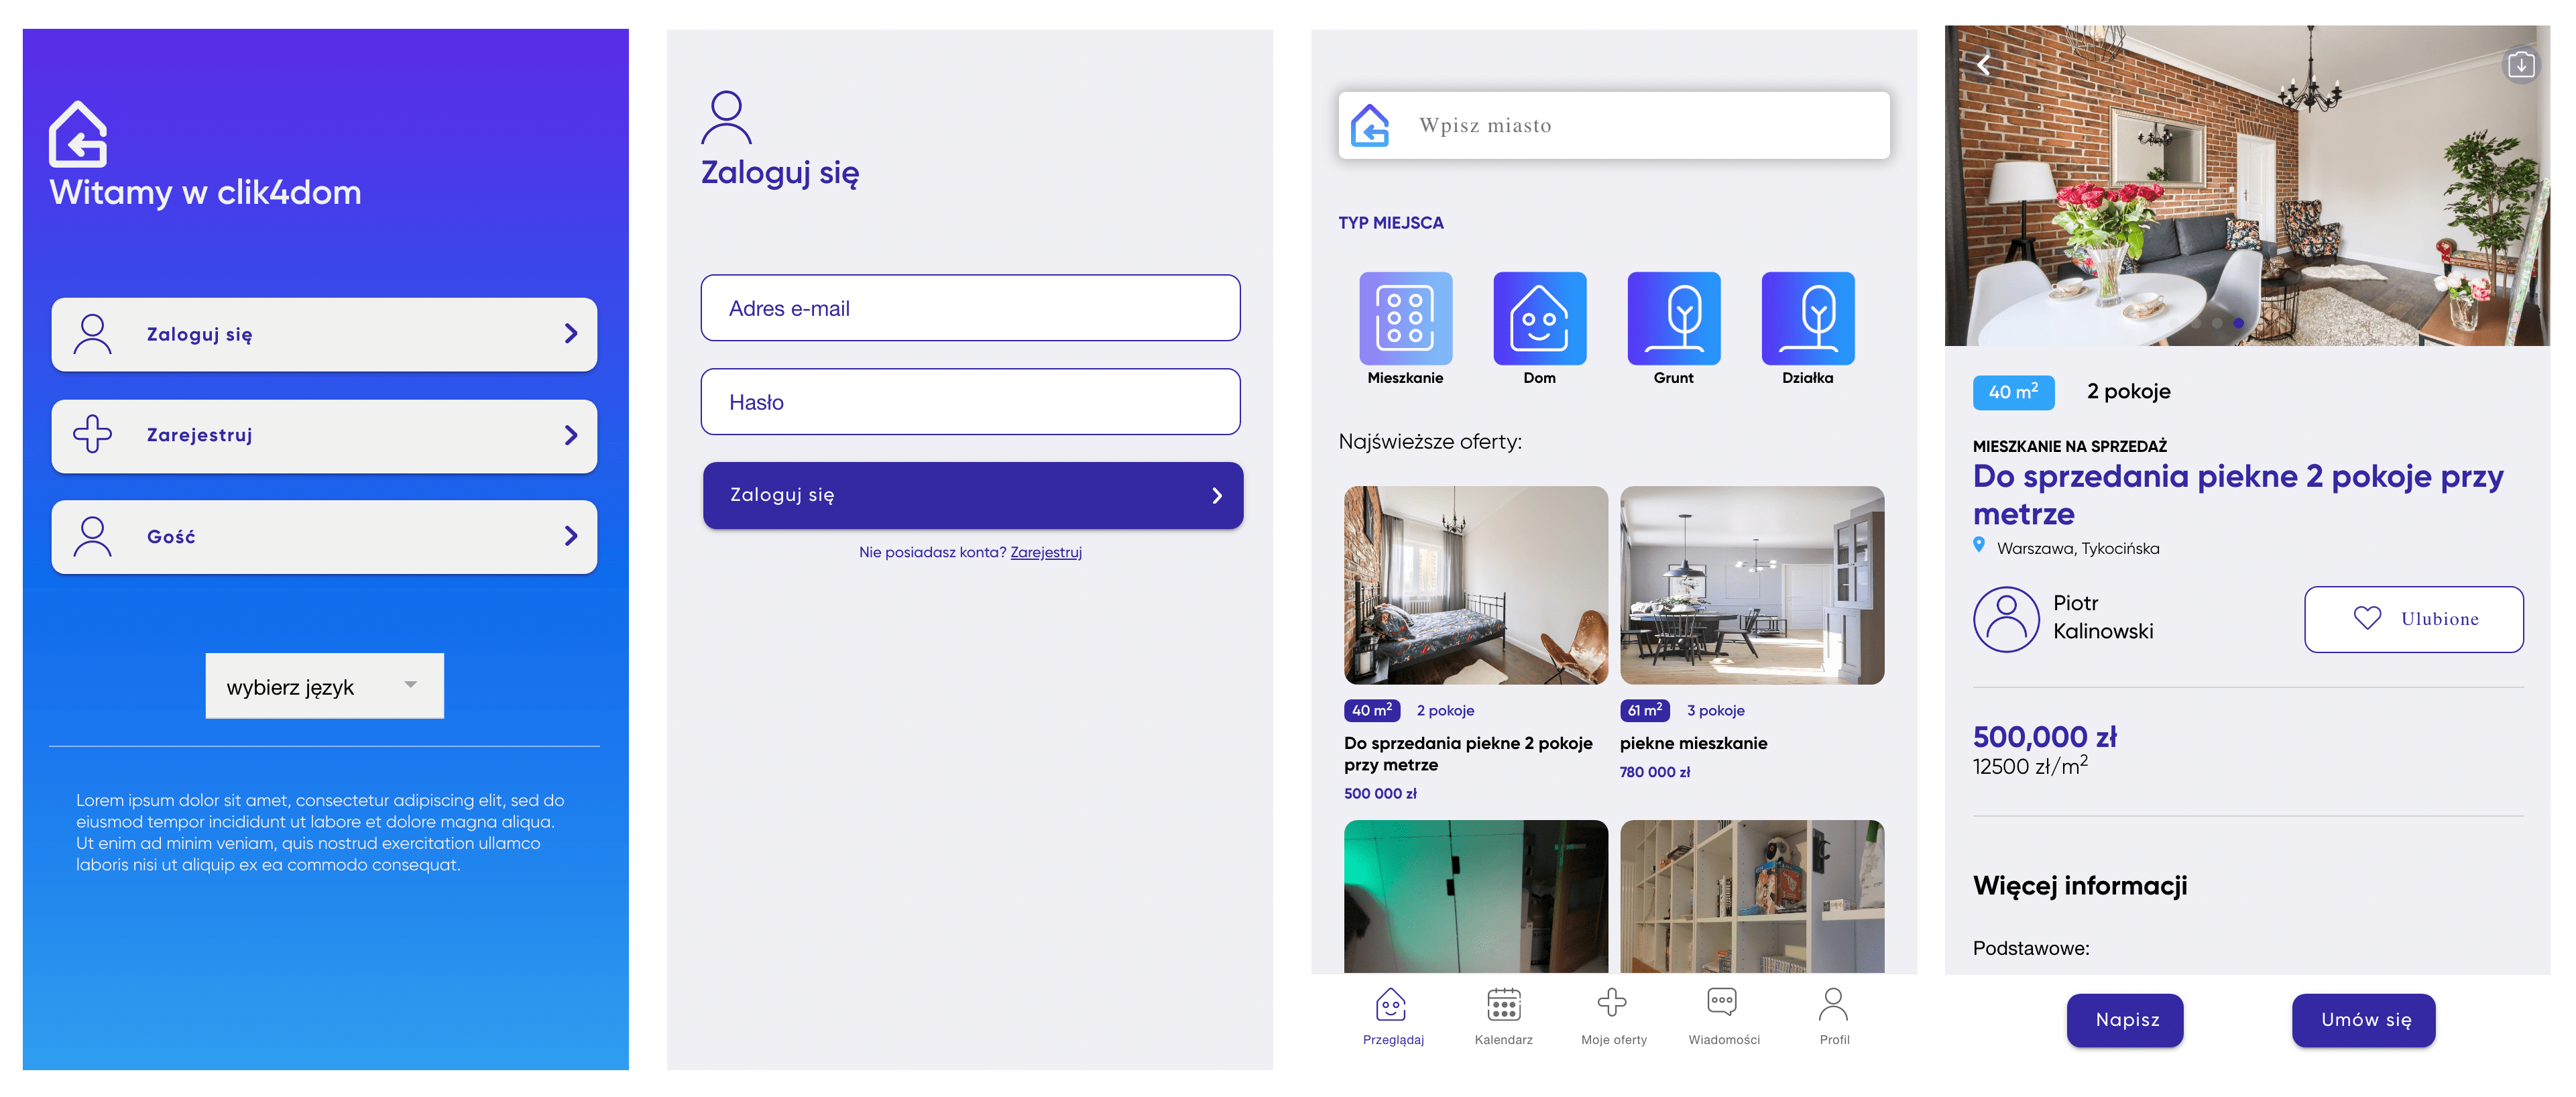 Witamy w clik4dom
Zaloguj się
Zarejestruj
Gość
wybierz język
Lorem ipsum dolor sit amet, consectetur adipiscing elit, sed do
eiusmod tempor incididunt ut labore et dolore magna aliqua.
Ut enim ad minim veniam, quis nostrud exercitation ullamco
laboris nisi ut aliquip ex ea commodo consequat.
Zaloguj się
Adres e-mail
Hasło
Zaloguj się
Nie posiadasz konta? Zarejestruj
Wpisz miasto
TYP MIEJSCA
Mieszkanie
Dom
Grunt
Działka
Najświeższe oferty:
40 m² 2 pokoje
Do sprzedania piekne 2 pokoje
przy metrze
500 000 zł
61 m² 3 pokoje
piekne mieszkanie
780 000 zł
Przeglądaj
Kalendarz
Moje oferty
Wiadomości
Profil
40 m² 2 pokoje
MIESZKANIE NA SPRZEDAŻ
Do sprzedania piekne 2 pokoje przy
metrze
Warszawa, Tykocińska
Piotr
Kalinowski
Ulubione
500,000 zł
12500 zł/m²
Więcej informacji
Podstawowe:
Napisz
Umów się